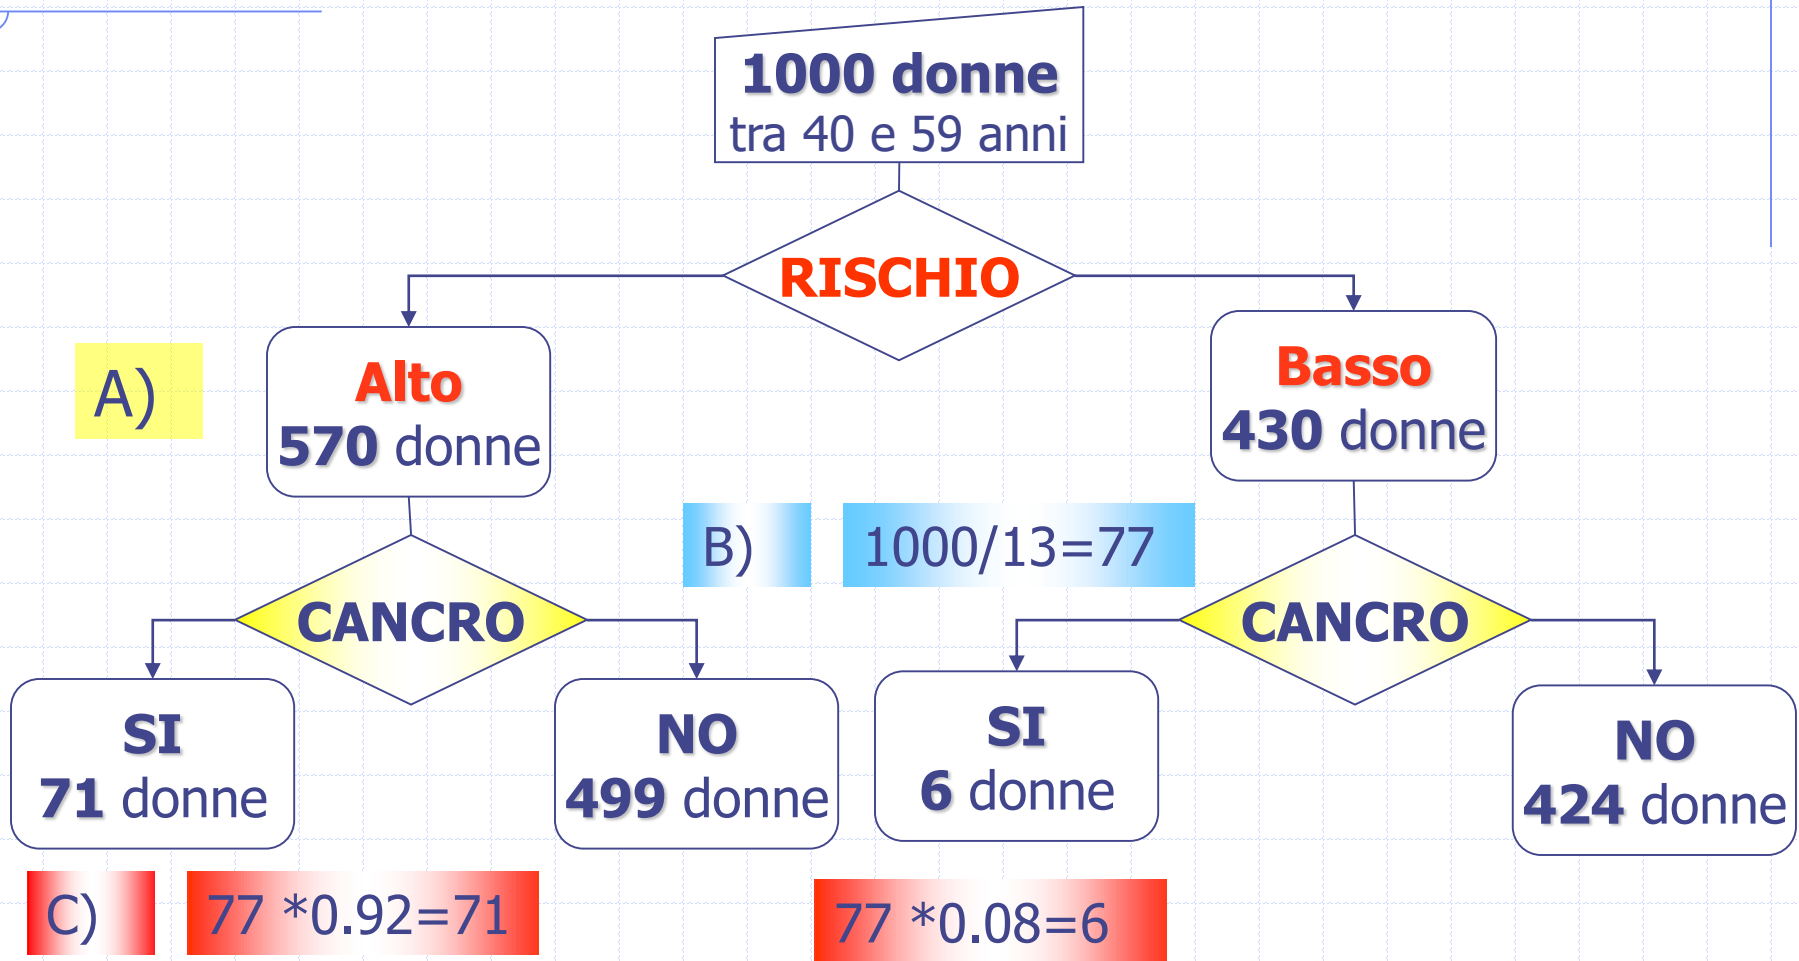 1000 donne
tra 40 e 59 anni
RISCHIO
A)
Alto
570 donne
Basso
430 donne
B)
1000/13=77
CANCRO
CANCRO
SI
71 donne
NO
499 donne
SI
6 donne
NO
424 donne
C)
77 *0.92=71
77 *0.08=6